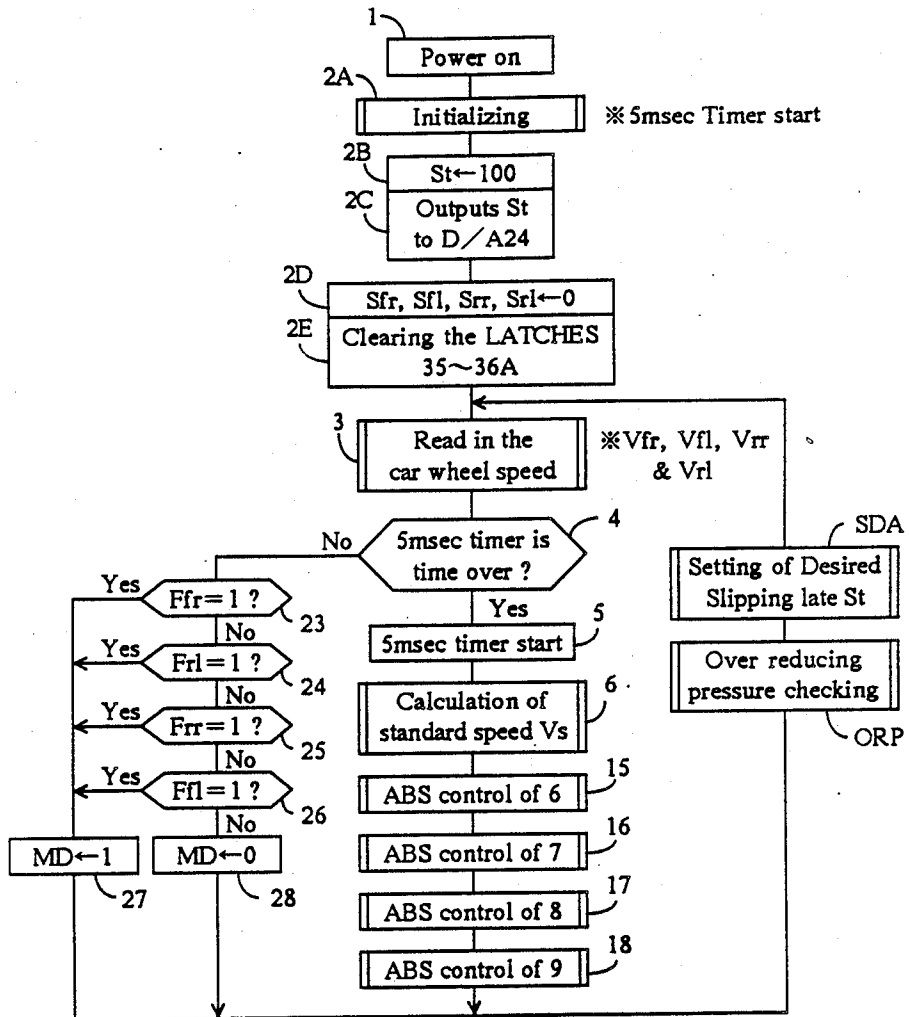 1
Power on
2A
Initializing
※5msec Timer start
2B
St←100
2C
Outputs St
to D/A24
2D
Sfr, Sfl, Srr, Srl←0
2E
Clearing the LATCHES
35~36A
3
Read in the
car wheel speed
※Vfr, Vfl, Vrr
& Vrl
4
No
5msec timer is
time over ?
Yes
SDA
Setting of Desired
Slipping late St
Over reducing
pressure checking
ORP
Yes
Ffr=1 ?
23
No
Yes
Frl=1 ?
24
No
Yes
Frr=1 ?
25
No
Yes
Ffl=1 ?
26
No
MD←1
27
MD←0
28
5
5msec timer start
6
Calculation of
standard speed Vs
15
ABS control of 6
16
ABS control of 7
17
ABS control of 8
18
ABS control of 9